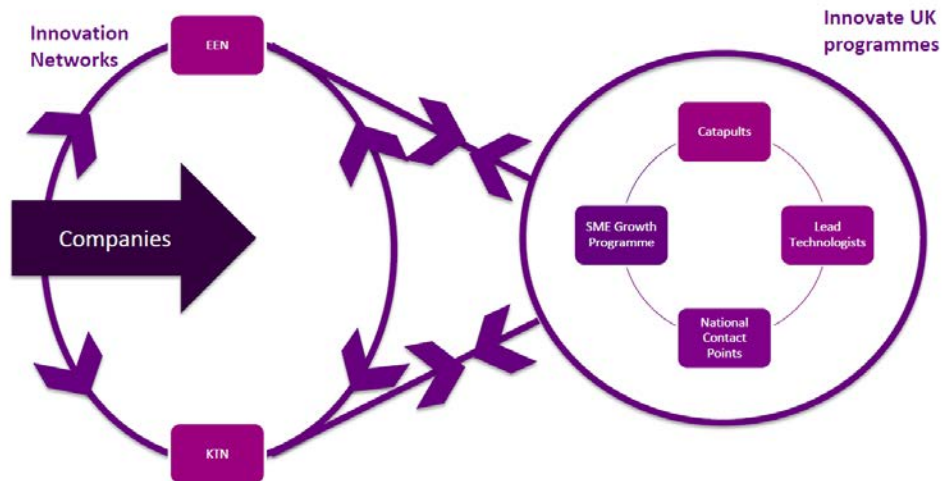 Innovation
Networks
EEN
Innovate UK
programmes
Catapults
Companies
SME Growth
Programme
Lead
Technologists
National
Contact
Points
KTN